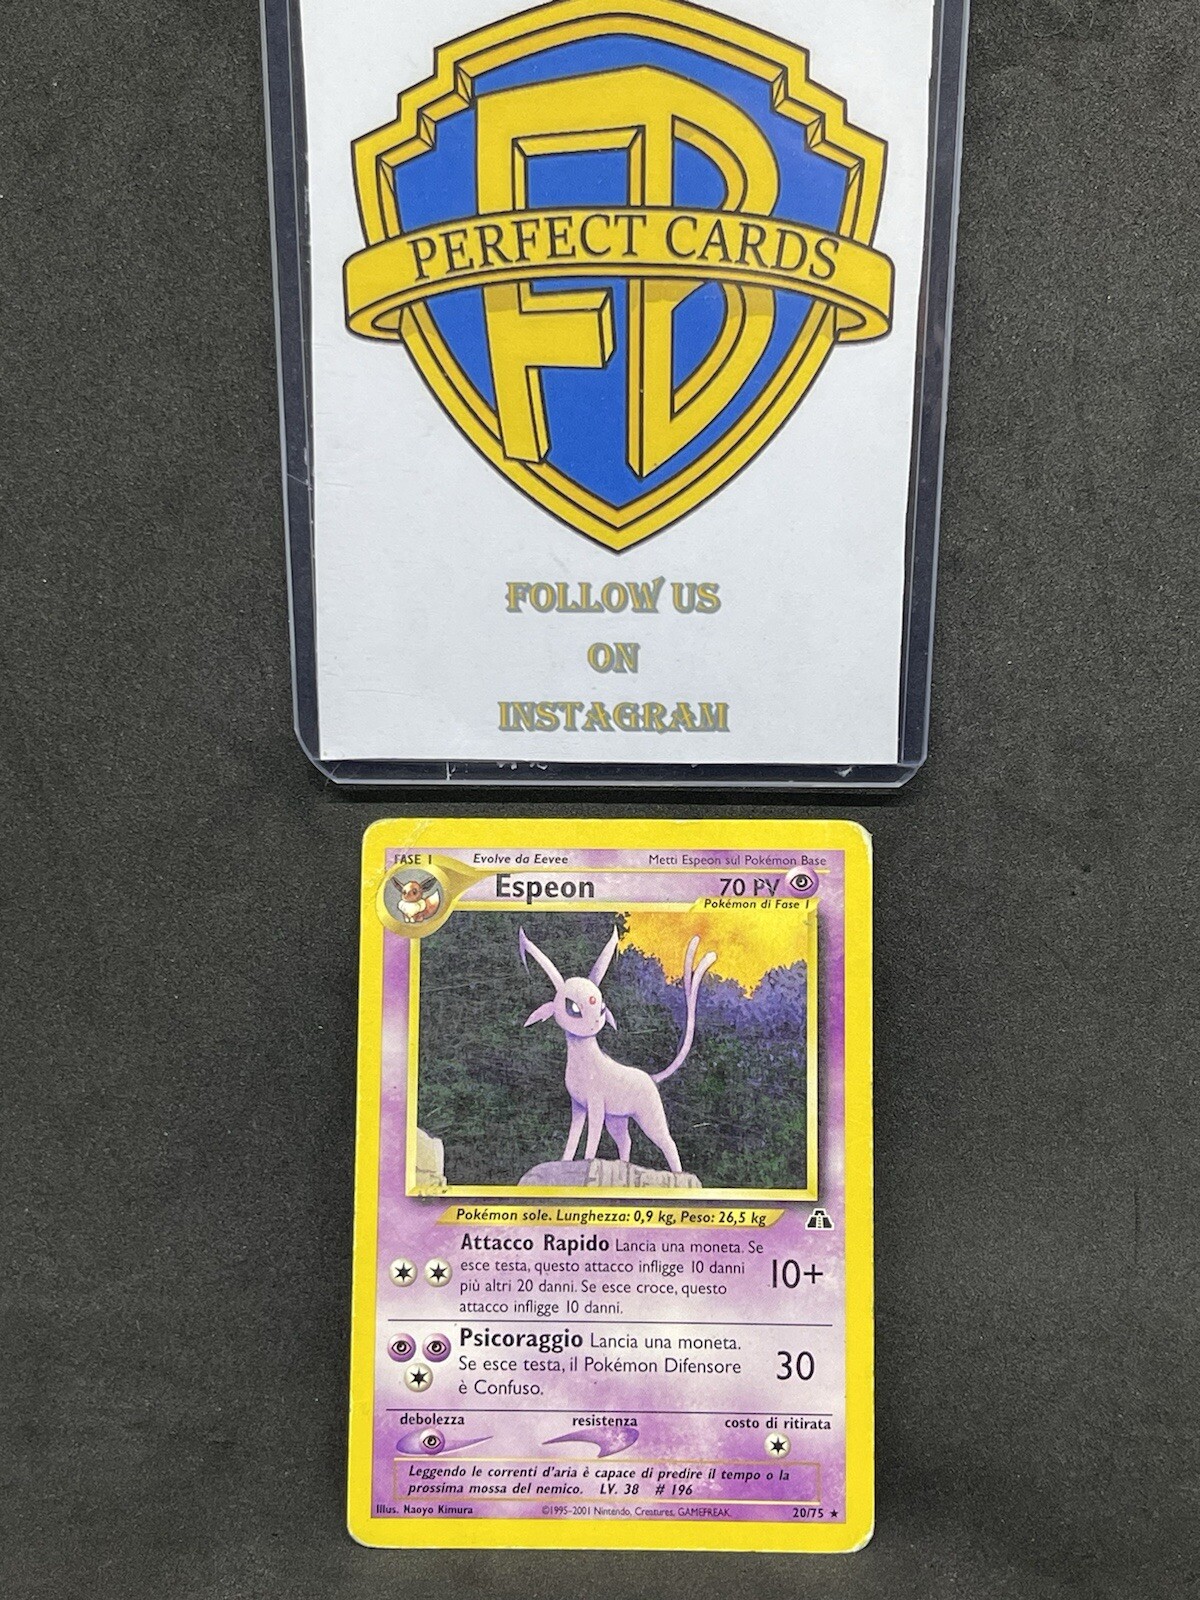 FB
PERFECT CARDS
FOLLOW US
ON
INSTAGRAM
FASE 1 Evolve da Eevee Metti Espeon sul Pokémon Base
Espeon 70 PV
Pokémon di Fase 1
Pokémon sole. Lunghezza: 0,9 kg, Peso: 26,5 kg
Attacco Rapido Lancia una moneta. Se
esce testa, questo attacco infligge 10 danni
più altri 20 danni. Se esce croce, questo
attacco infligge 10 danni.
10+
Psicoraggio Lancia una moneta.
Se esce testa, il Pokémon Difensore
è Confuso.
30
debolezza resistenza costo di ritirata
Leggendo le correnti d'aria è capace di predire il tempo o la
prossima mossa del nemico. LV. 38 # 196
Illus. Naoyo Kimura ©1995-2001 Nintendo, Creatures, GAMEFREAK. 20/75 ★